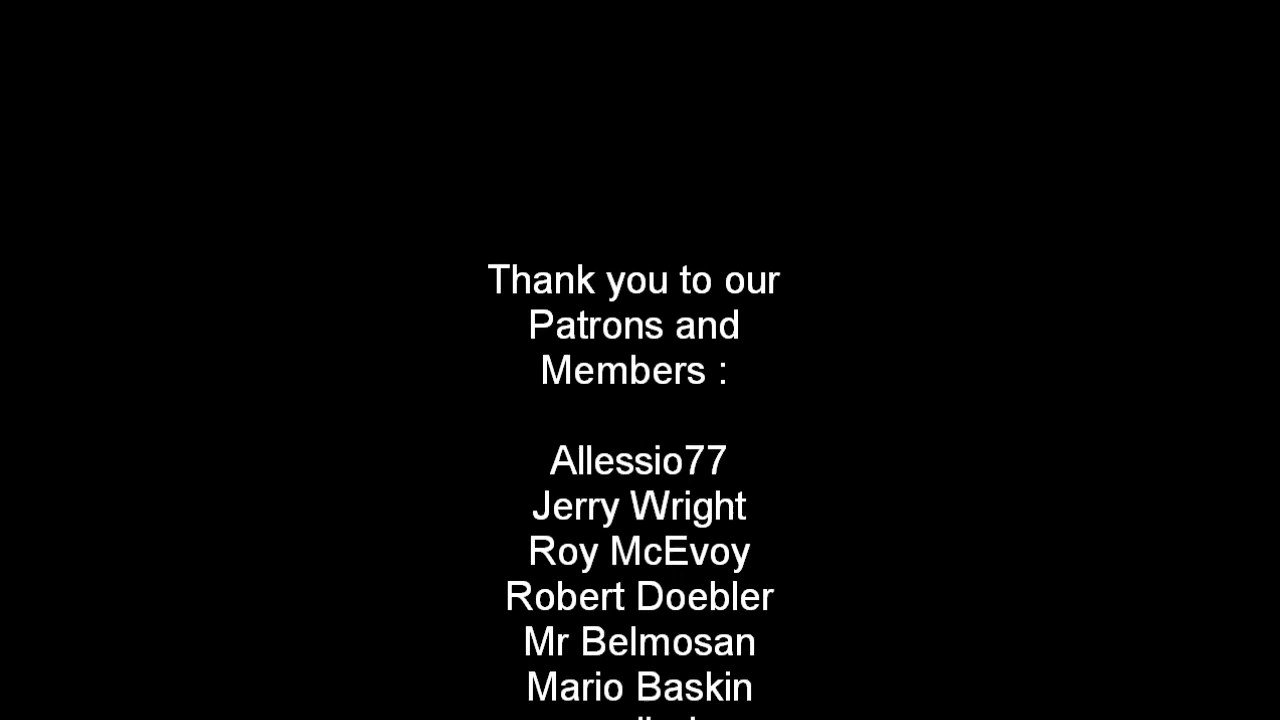 Thank you to our
Patrons and
Members :
Allessio77
Jerry Wright
Roy McEvoy
Robert Doebler
Mr Belmosan
Mario Baskin